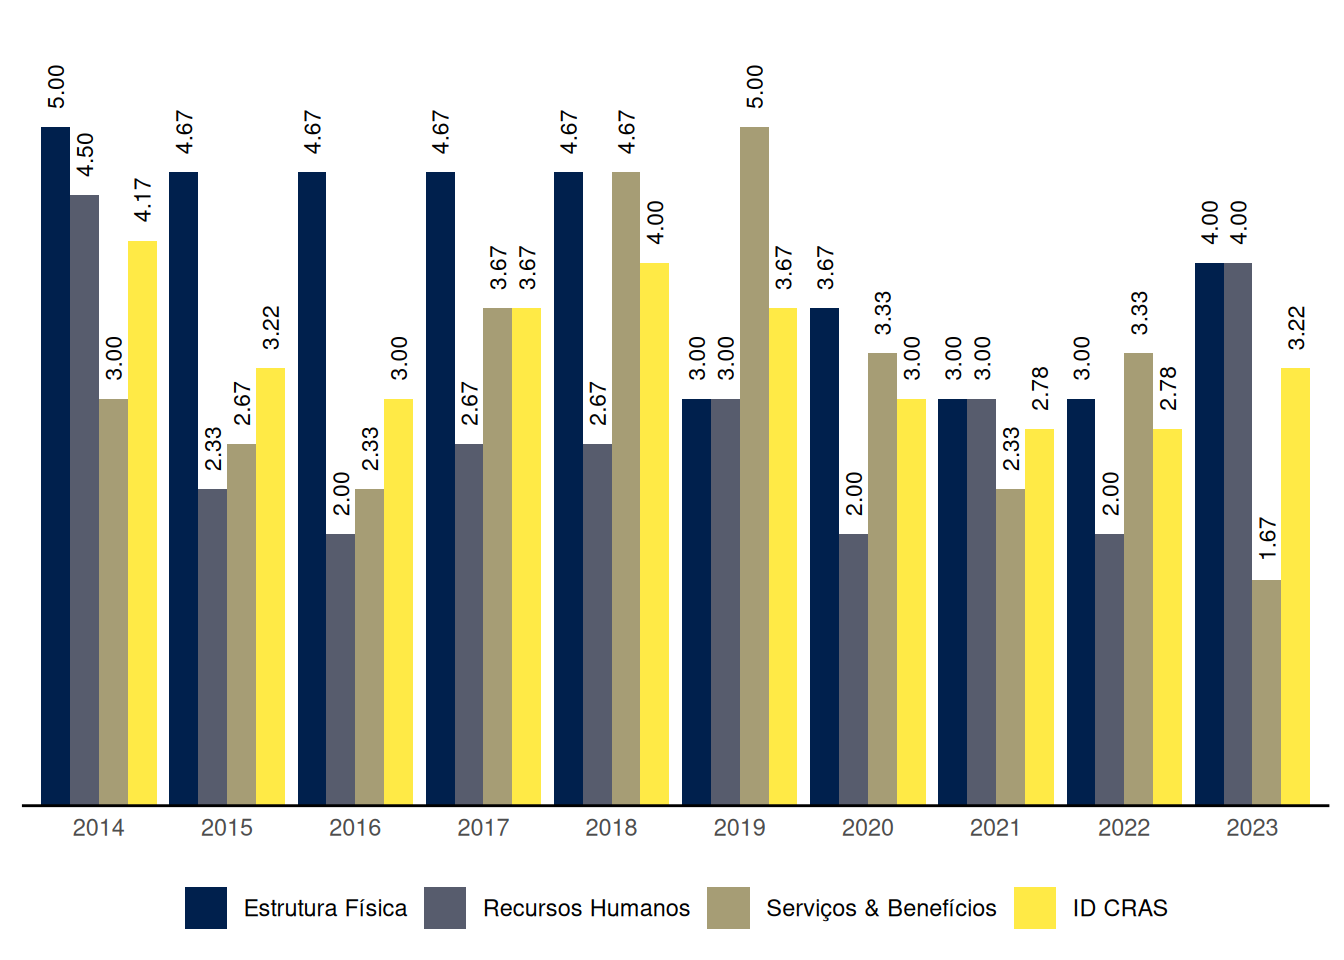 5.00 4.50 3.00 4.17 4.67 2.33 2.67 3.22 4.67 2.00 2.33 3.00 4.67 2.67 3.67 3.67 4.67 2.67 4.67 4.00 3.00 3.00 5.00 3.67 3.67 2.00 3.33 3.00 3.00 3.00 2.33 2.78 3.00 2.00 3.33 2.78 4.00 4.00 1.67 3.22
2014 2015 2016 2017 2018 2019 2020 2021 2022 2023
Estrutura Física Recursos Humanos Serviços & Benefícios ID CRAS